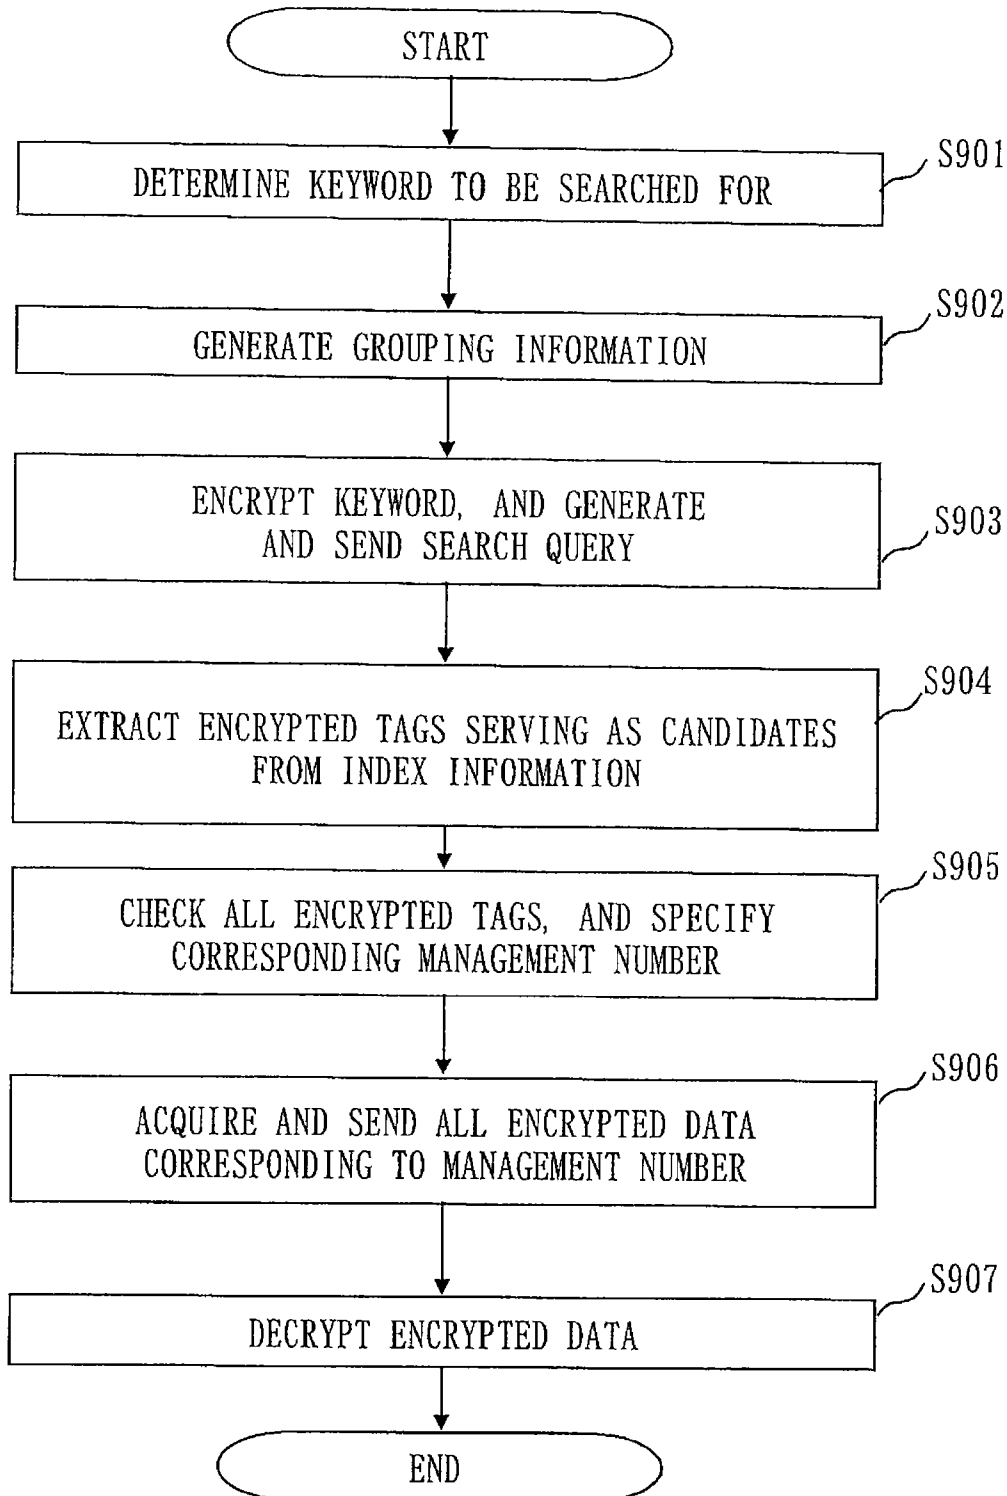 START
DETERMINE KEYWORD TO BE SEARCHED FOR
S901
GENERATE GROUPING INFORMATION
S902
ENCRYPT KEYWORD, AND GENERATE
AND SEND SEARCH QUERY
S903
EXTRACT ENCRYPTED TAGS SERVING AS CANDIDATES
FROM INDEX INFORMATION
S904
CHECK ALL ENCRYPTED TAGS, AND SPECIFY
CORRESPONDING MANAGEMENT NUMBER
S905
ACQUIRE AND SEND ALL ENCRYPTED DATA
CORRESPONDING TO MANAGEMENT NUMBER
S906
DECRYPT ENCRYPTED DATA
S907
END